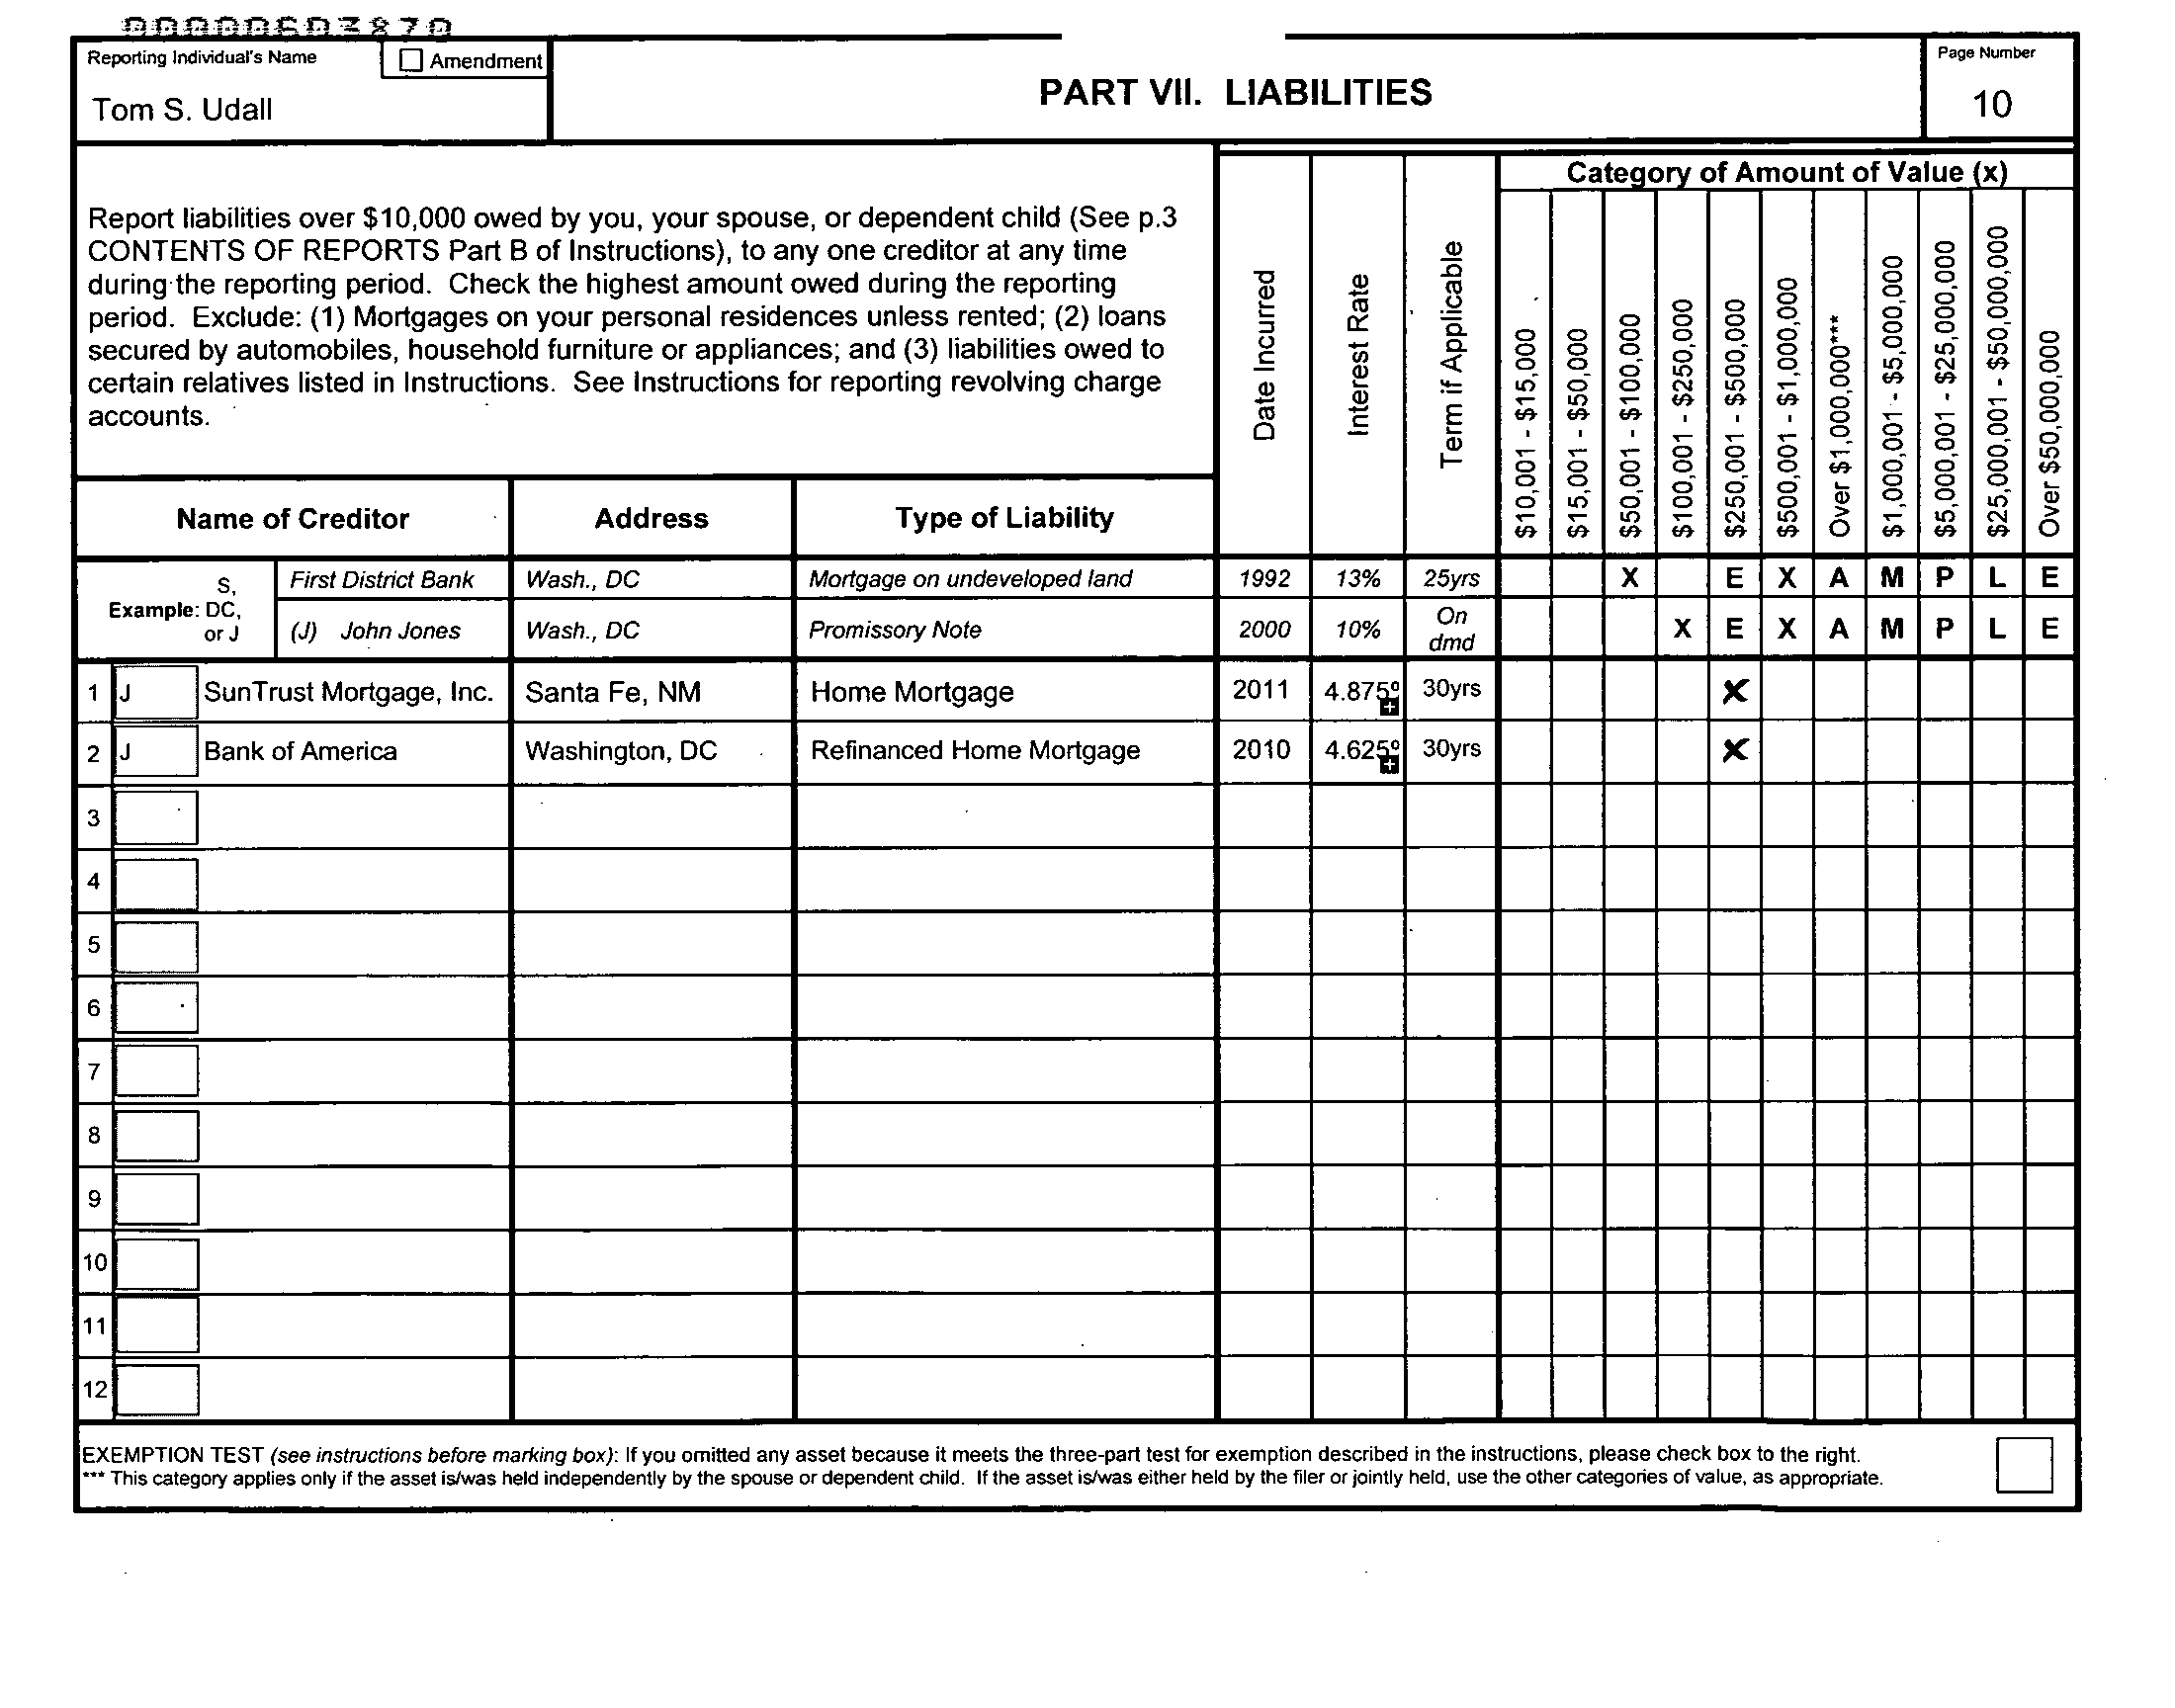 00000603870
Reporting Individual's Name
Amendment
Tom S. Udall
PART VII. LIABILITIES
Page Number
10
Report liabilities over $10,000 owed by you, your spouse, or dependent child (See p.3
CONTENTS OF REPORTS Part B of Instructions), to any one creditor at any time
during the reporting period. Check the highest amount owed during the reporting
period. Exclude: (1) Mortgages on your personal residences unless rented; (2) loans
secured by automobiles, household furniture or appliances; and (3) liabilities owed to
certain relatives listed in Instructions. See Instructions for reporting revolving charge
accounts.
Date Incurred
Interest Rate
Term if Applicable
Category of Amount of Value (x)
$10,001 - $15,000
$15,001 - $50,000
$50,001 - $100,000
$100,001 - $250,000
$250,001 - $500,000
$500,001 - $1,000,000
Over $1,000,000***
$1,000,001 - $5,000,000
$5,000,001 - $25,000,000
$25,000,001 - $50,000,000
Over $50,000,000
Name of Creditor Address Type of Liability
Example: S, DC, or J
First District Bank Wash., DC Mortgage on undeveloped land 1992 13% 25yrs X E X A M P L E
(J) John Jones Wash., DC Promissory Note 2000 10% On dmd X E X A M P L E
1 J SunTrust Mortgage, Inc. Santa Fe, NM Home Mortgage 2011 4.875% 30yrs X
2 J Bank of America Washington, DC Refinanced Home Mortgage 2010 4.625% 30yrs X
3
4
5
6
7
8
9
10
11
12
EXEMPTION TEST (see instructions before marking box): If you omitted any asset because it meets the three-part test for exemption described in the instructions, please check box to the right.
*** This category applies only if the asset is/was held independently by the spouse or dependent child. If the asset is/was either held by the filer or jointly held, use the other categories of value, as appropriate.